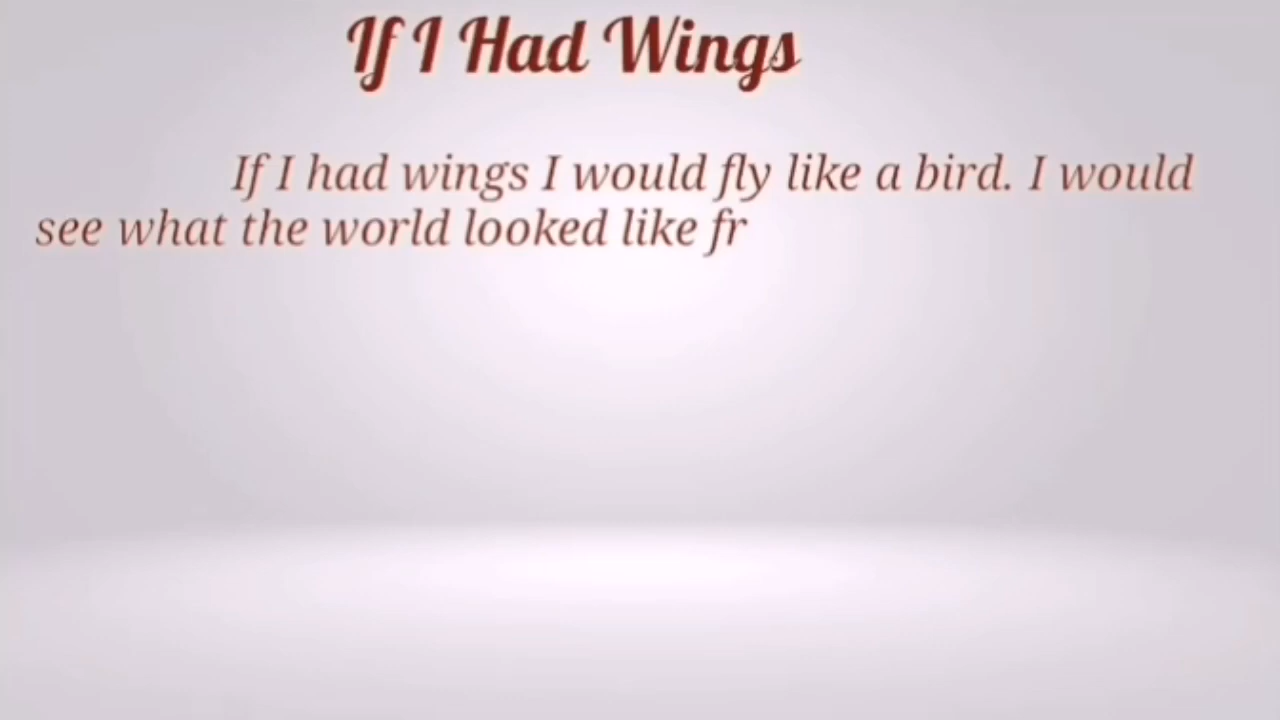 If I Had Wings
If I had wings I would fly like a bird. I would
see what the world looked like fr